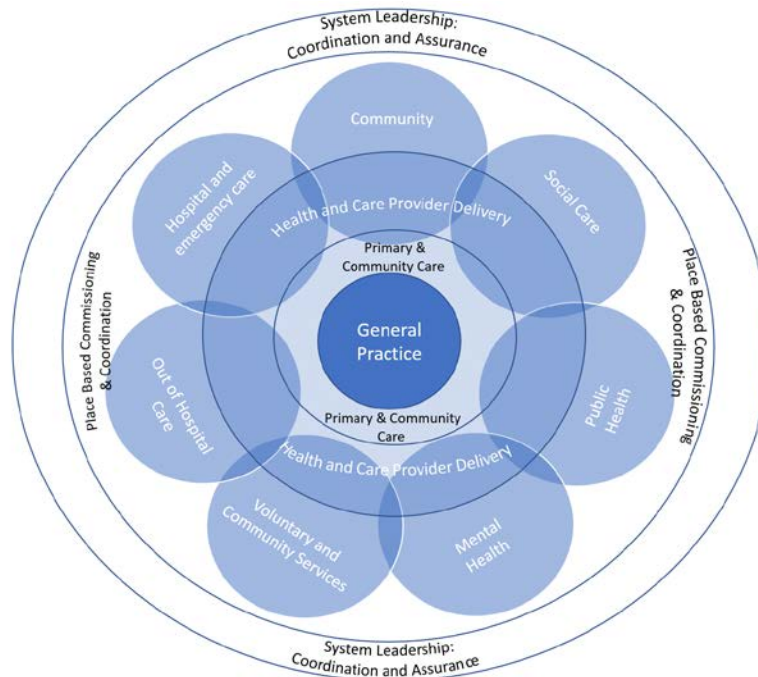 System Leadership:
Coordination and Assurance
Community
Hospital and
emergency care
Social Care
Health and Care Provider Delivery
Primary &
Community Care
General
Practice
Place Based Commissioning
& Coordination
Place Based Commissioning
& Coordination
Out of Hospital
Care
Public
Health
Primary & Community
Care
Health and Care Provider Delivery
Voluntary and
Community Services
Mental
Health
System Leadership:
Coordination and Assurance